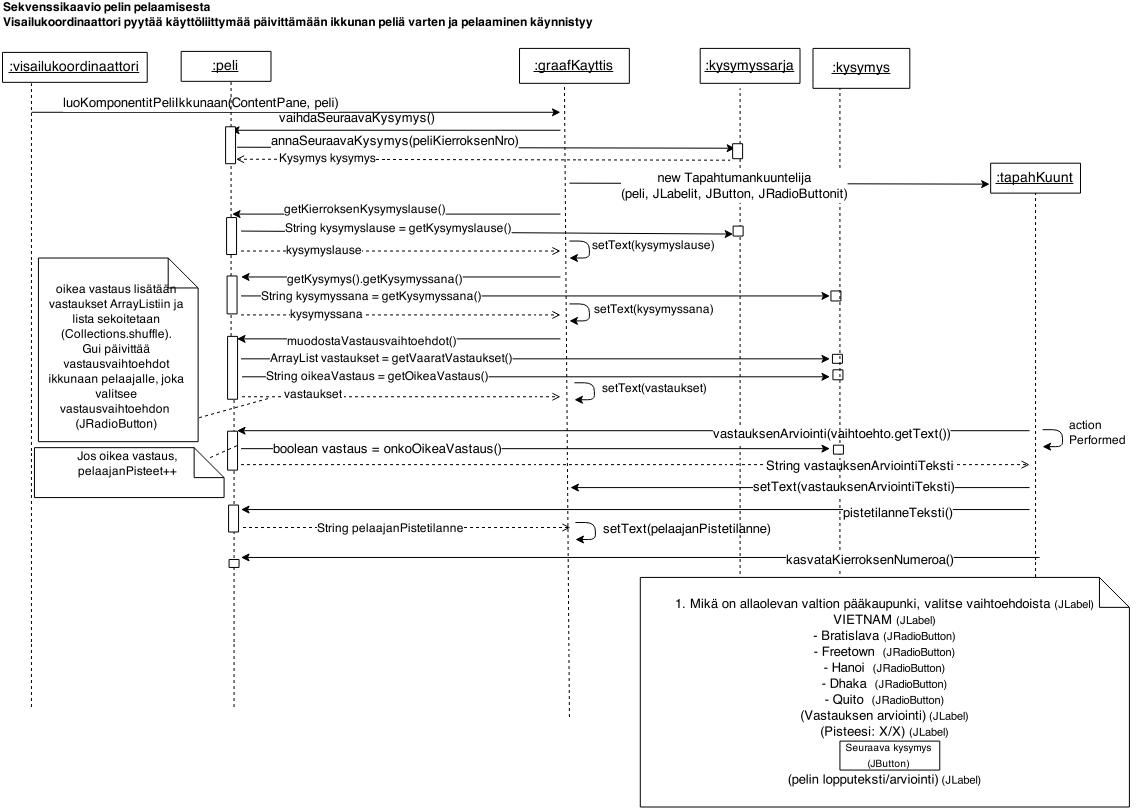 Sekvenssikaavio pelin pelaamisesta
Visailukoordinaattori pyytää käyttöliittymää päivittämään ikkunan peliä varten ja pelaaminen käynnistyy
:visailukoordinaattori
:peli
:graafKayttis
:kysymyssarja
:kysymys
luoKomponentitPeliIkkunaan(ContentPane, peli)
vaihdaSeuraavaKysymys()
annaSeuraavaKysymys(peliKierroksenNro)
Kysymys kysymys
new Tapahtumankuuntelija
(peli, JLabelit, JButton, JRadioButtonit)
:tapahKuunt
getKierroksenKysymyslause()
String kysymyslause = getKysymyslause()
kysymyslause
setText(kysymyslause)
getKysymys().getKysymyssana()
String kysymyssana = getKysymyssana()
kysymyssana
setText(kysymyssana)
oikea vastaus lisätään
vastaukset ArrayListiin ja
lista sekoitetaan
(Collections.shuffle).
Gui päivittää
vastausvaihtoehdot
ikkunaan pelaajalle, joka
valitsee
vastausvaihtoehdon
(JRadioButton)
muodostaVastausvaihtoehdot()
ArrayList vastaukset = getVaaratVastaukset()
String oikeaVastaus = getOikeaVastaus()
vastaukset
setText(vastaukset)
vastauksenArviointi(vaihtoehto.getText())
action
Performed
Jos oikea vastaus,
pelaajanPisteet++
boolean vastaus = onkoOikeaVastaus()
String vastauksenArviointiTeksti
setText(vastauksenArviointiTeksti)
pistetilanneTeksti()
String pelaajanPistetilanne
setText(pelaajanPistetilanne)
kasvataKierroksenNumeroa()
1. Mikä on allaolevan valtion pääkaupunki, valitse vaihtoehdoista (JLabel)
VIETNAM (JLabel)
- Bratislava (JRadioButton)
- Freetown (JRadioButton)
- Hanoi (JRadioButton)
- Dhaka (JRadioButton)
- Quito (JRadioButton)
(Vastauksen arviointi) (JLabel)
(Pisteesi: X/X) (JLabel)
Seuraava kysymys
(JButton)
(pelin lopputeksti/arviointi) (JLabel)